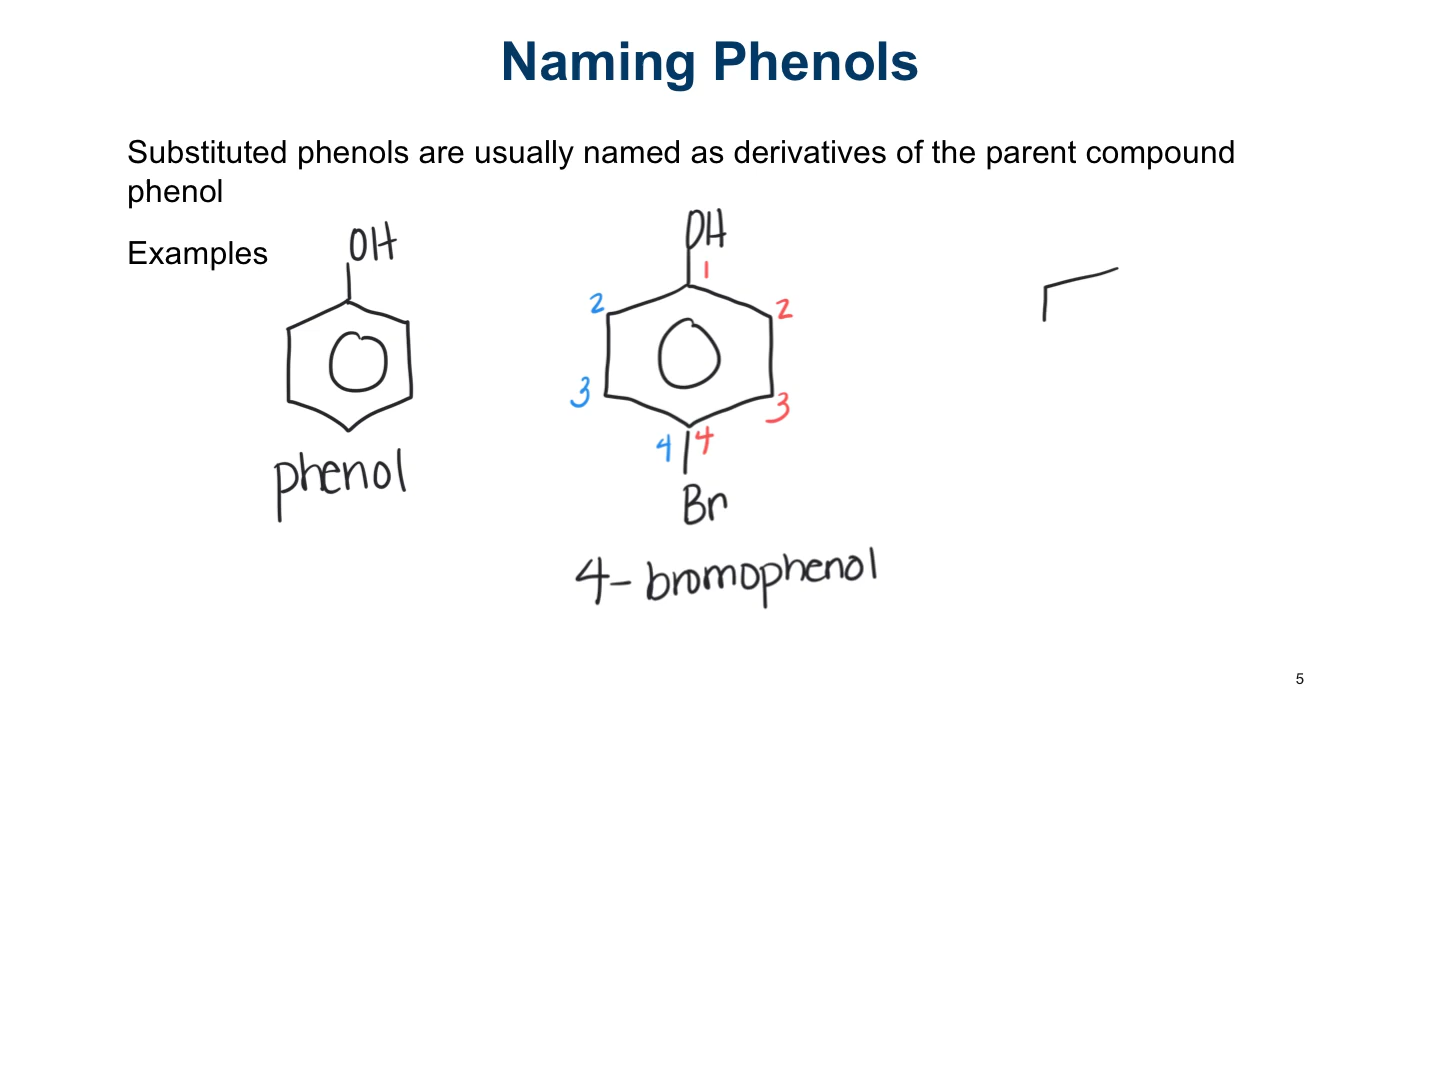 Naming Phenols
Substituted phenols are usually named as derivatives of the parent compound
phenol
Examples
OH
phenol
OH
1
2
2
3
3
4
4
Br
4-bromophenol
5